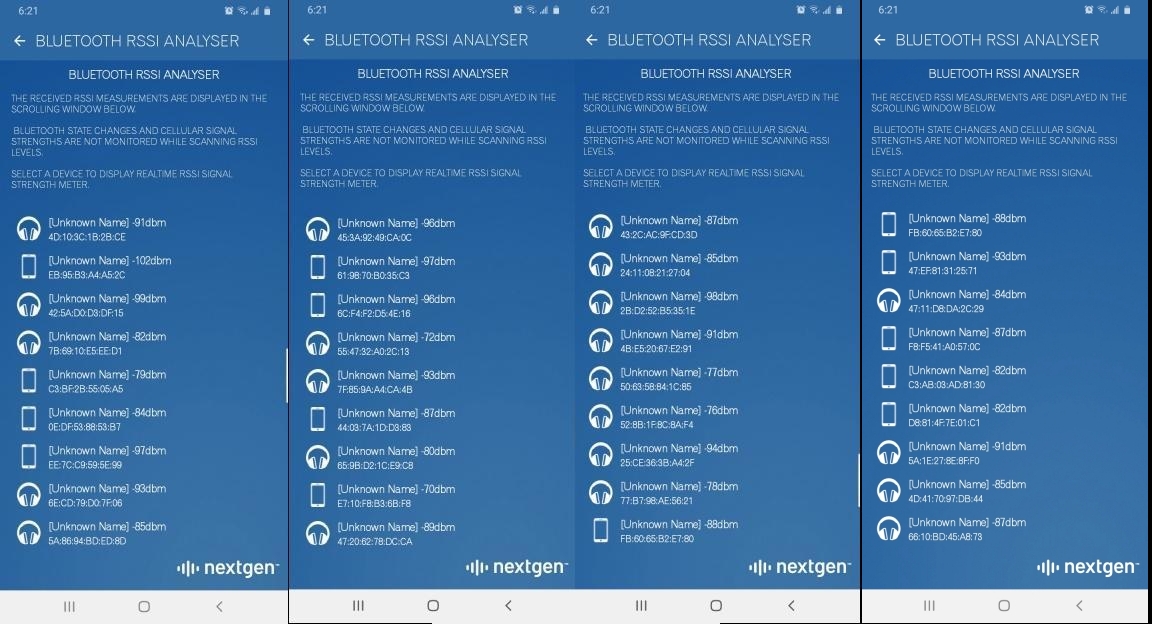 6:21
BLUETOOTH RSSI ANALYSER
BLUETOOTH RSSI ANALYSER
THE RECEIVED RSSI MEASUREMENTS ARE DISPLAYED IN THE
SCROLLING WINDOW BELOW.
BLUETOOTH STATE CHANGES AND CELLULAR SIGNAL
STRENGTHS ARE NOT MONITORED WHILE SCANNING RSSI
LEVELS.
SELECT A DEVICE TO DISPLAY REALTIME RSSI SIGNAL
STRENGTH METER.
[Unknown Name] -91dbm
4D:10:3C:1B:2B:CE
[Unknown Name] -102dbm
EB:95:B3:A4:A5:2C
[Unknown Name] -99dbm
42:5A:D0:D3:DF:15
[Unknown Name] -82dbm
7B:69:10:E5:EE:D1
[Unknown Name] -79dbm
C3:BF:2B:55:05:A5
[Unknown Name] -84dbm
0E:DF:53:88:53:B7
[Unknown Name] -97dbm
EE:7C:C9:59:5E:99
[Unknown Name] -93dbm
6E:CD:79:D0:7F:06
[Unknown Name] -85dbm
5A:86:94:BD:ED:8D
nextgen
6:21
BLUETOOTH RSSI ANALYSER
BLUETOOTH RSSI ANALYSER
THE RECEIVED RSSI MEASUREMENTS ARE DISPLAYED IN THE
SCROLLING WINDOW BELOW.
BLUETOOTH STATE CHANGES AND CELLULAR SIGNAL
STRENGTHS ARE NOT MONITORED WHILE SCANNING RSSI
LEVELS.
SELECT A DEVICE TO DISPLAY REALTIME RSSI SIGNAL
STRENGTH METER.
[Unknown Name] -96dbm
45:3A:92:49:CA:0C
[Unknown Name] -97dbm
61:98:70:B0:35:C3
[Unknown Name] -96dbm
6C:F4:F2:D5:4E:16
[Unknown Name] -72dbm
55:47:32:A0:2C:13
[Unknown Name] -93dbm
7F:85:9A:A4:CA:4B
[Unknown Name] -87dbm
44:03:7A:1D:D3:83
[Unknown Name] -80dbm
65:9B:D2:1C:E9:C8
[Unknown Name] -70dbm
E7:10:F8:B3:6B:F8
[Unknown Name] -89dbm
47:20:62:78:DC:CA
nextgen
6:21
BLUETOOTH RSSI ANALYSER
BLUETOOTH RSSI ANALYSER
THE RECEIVED RSSI MEASUREMENTS ARE DISPLAYED IN THE
SCROLLING WINDOW BELOW.
BLUETOOTH STATE CHANGES AND CELLULAR SIGNAL
STRENGTHS ARE NOT MONITORED WHILE SCANNING RSSI
LEVELS.
SELECT A DEVICE TO DISPLAY REALTIME RSSI SIGNAL
STRENGTH METER.
[Unknown Name] -87dbm
43:2C:AC:9F:CD:3D
[Unknown Name] -85dbm
24:11:08:21:27:04
[Unknown Name] -98dbm
2B:D2:52:B5:35:1E
[Unknown Name] -91dbm
4B:E5:20:67:E2:91
[Unknown Name] -77dbm
50:63:58:84:1C:85
[Unknown Name] -76dbm
52:8B:1F:8C:8A:F4
[Unknown Name] -94dbm
25:CE:36:3B:A4:2F
[Unknown Name] -78dbm
77:B7:98:AE:56:21
[Unknown Name] -88dbm
FB:60:65:B2:E7:80
nextgen
6:21
BLUETOOTH RSSI ANALYSER
BLUETOOTH RSSI ANALYSER
THE RECEIVED RSSI MEASUREMENTS ARE DISPLAYED IN THE
SCROLLING WINDOW BELOW.
BLUETOOTH STATE CHANGES AND CELLULAR SIGNAL
STRENGTHS ARE NOT MONITORED WHILE SCANNING RSSI
LEVELS.
SELECT A DEVICE TO DISPLAY REALTIME RSSI SIGNAL
STRENGTH METER.
[Unknown Name] -88dbm
FB:60:65:B2:E7:80
[Unknown Name] -93dbm
47:EF:81:31:25:71
[Unknown Name] -84dbm
47:11:D8:DA:2C:29
[Unknown Name] -87dbm
F8:F5:41:A0:57:0C
[Unknown Name] -82dbm
C3:AB:03:AD:81:30
[Unknown Name] -82dbm
D8:81:4F:7E:01:C1
[Unknown Name] -91dbm
5A:1E:27:8E:8F:F0
[Unknown Name] -85dbm
4D:41:70:97:DB:44
[Unknown Name] -87dbm
66:10:BD:45:A8:73
nextgen